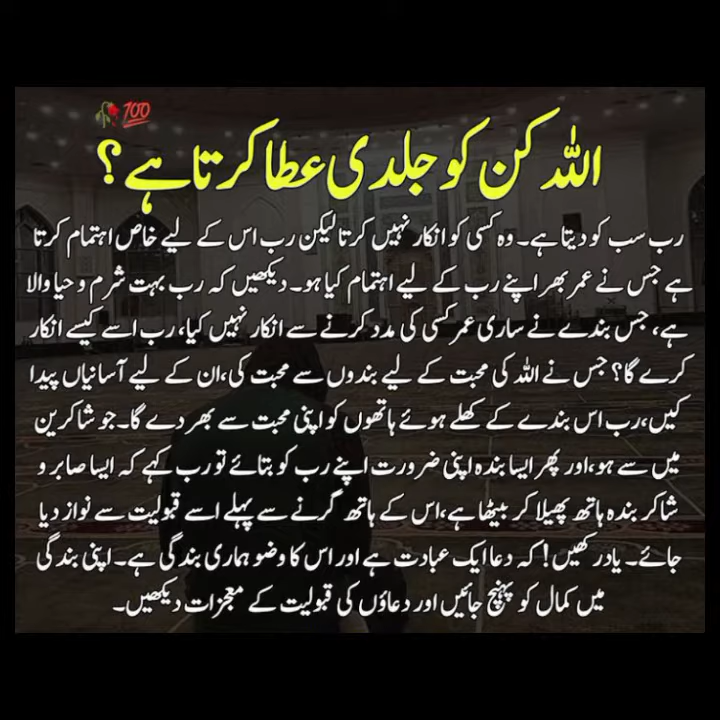 💯🥀
اللہ کن کو جلدی عطا کرتا ہے؟
رب سب کو دیتا ہے۔ وہ کسی کو انکار نہیں کرتا لیکن رب اس کے لیے خاص اہتمام کرتا
ہے جس نے عمر بھر اپنے رب کے لیے اہتمام کیا ہو۔ دیکھیں کہ رب بہت شرم و حیا والا
ہے، جس بندے نے ساری عمر کسی کی مدد کرنے سے انکار نہیں کیا، رب اسے کیسے انکار
کرے گا؟ جس نے اللہ کی محبت کے لیے بندوں سے محبت کی، ان کے لیے آسانیاں پیدا
کیں، رب اس بندے کے کھلے ہوئے ہاتھوں کو اپنی محبت سے بھر دے گا۔ جو شاکرین
میں سے ہو، اور پھر ایسا بندہ اپنی ضرورت اپنے رب کو بتائے تو رب کہے کہ ایسا صابر و
شاکر بندہ ہاتھ پھیلا کر بیٹھا ہے، اس کے ہاتھ گرنے سے پہلے اسے قبولیت سے نواز دیا
جائے۔ یاد رکھیں! کہ دعا ایک عبادت ہے اور اس کا وضو ہماری بندگی ہے۔ اپنی بندگی
میں کمال کو پہنچ جائیں اور دعاؤں کی قبولیت کے معجزات دیکھیں۔